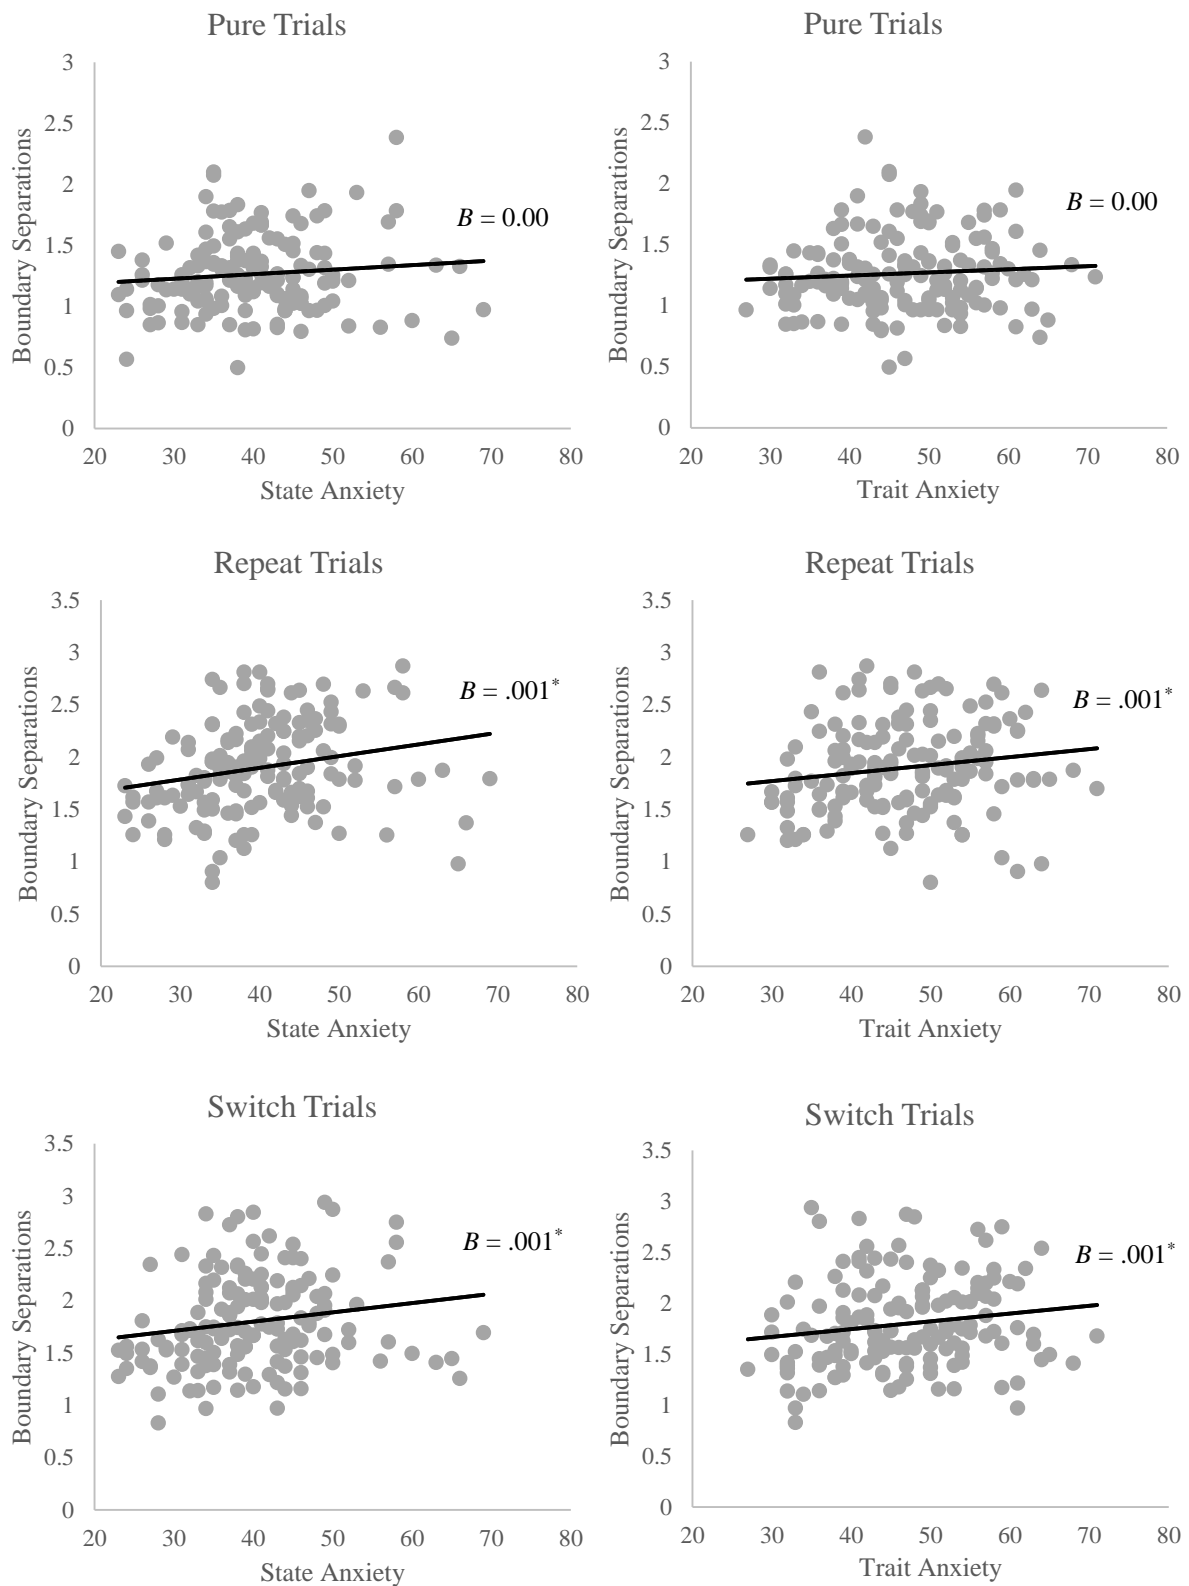 Pure Trials
3
2.5
2
1.5
1
0.5
0
20 30 40 50 60 70 80
Boundary Separations
State Anxiety
B = 0.00
Pure Trials
3
2.5
2
1.5
1
0.5
0
20 30 40 50 60 70 80
Boundary Separations
Trait Anxiety
B = 0.00
Repeat Trials
3.5
3
2.5
2
1.5
1
0.5
0
20 30 40 50 60 70 80
Boundary Separations
State Anxiety
B = .001*
Repeat Trials
3.5
3
2.5
2
1.5
1
0.5
0
20 30 40 50 60 70 80
Boundary Separations
Trait Anxiety
B = .001*
Switch Trials
3.5
3
2.5
2
1.5
1
0.5
0
20 30 40 50 60 70 80
Boundary Separations
State Anxiety
B = .001*
Switch Trials
3.5
3
2.5
2
1.5
1
0.5
0
20 30 40 50 60 70 80
Boundary Separations
Trait Anxiety
B = .001*